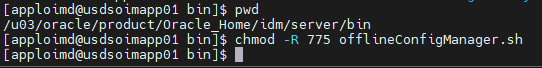 [apploimd@usdsoimapp01 bin]$ pwd
/u03/oracle/product/Oracle_Home/idm/server/bin
[apploimd@usdsoimapp01 bin]$ chmod -R 775 offlineConfigManager.sh
[apploimd@usdsoimapp01 bin]$